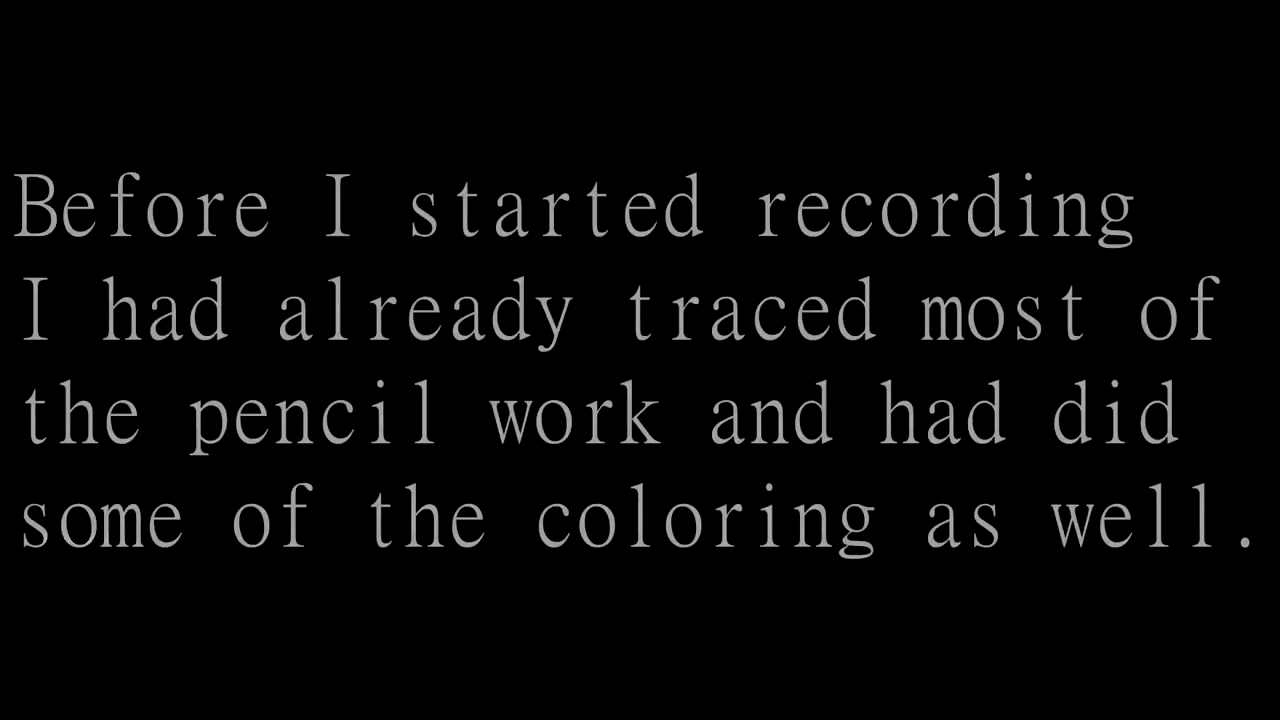 Before I started recording
I had already traced most of
the pencil work and had did
some of the coloring as well.